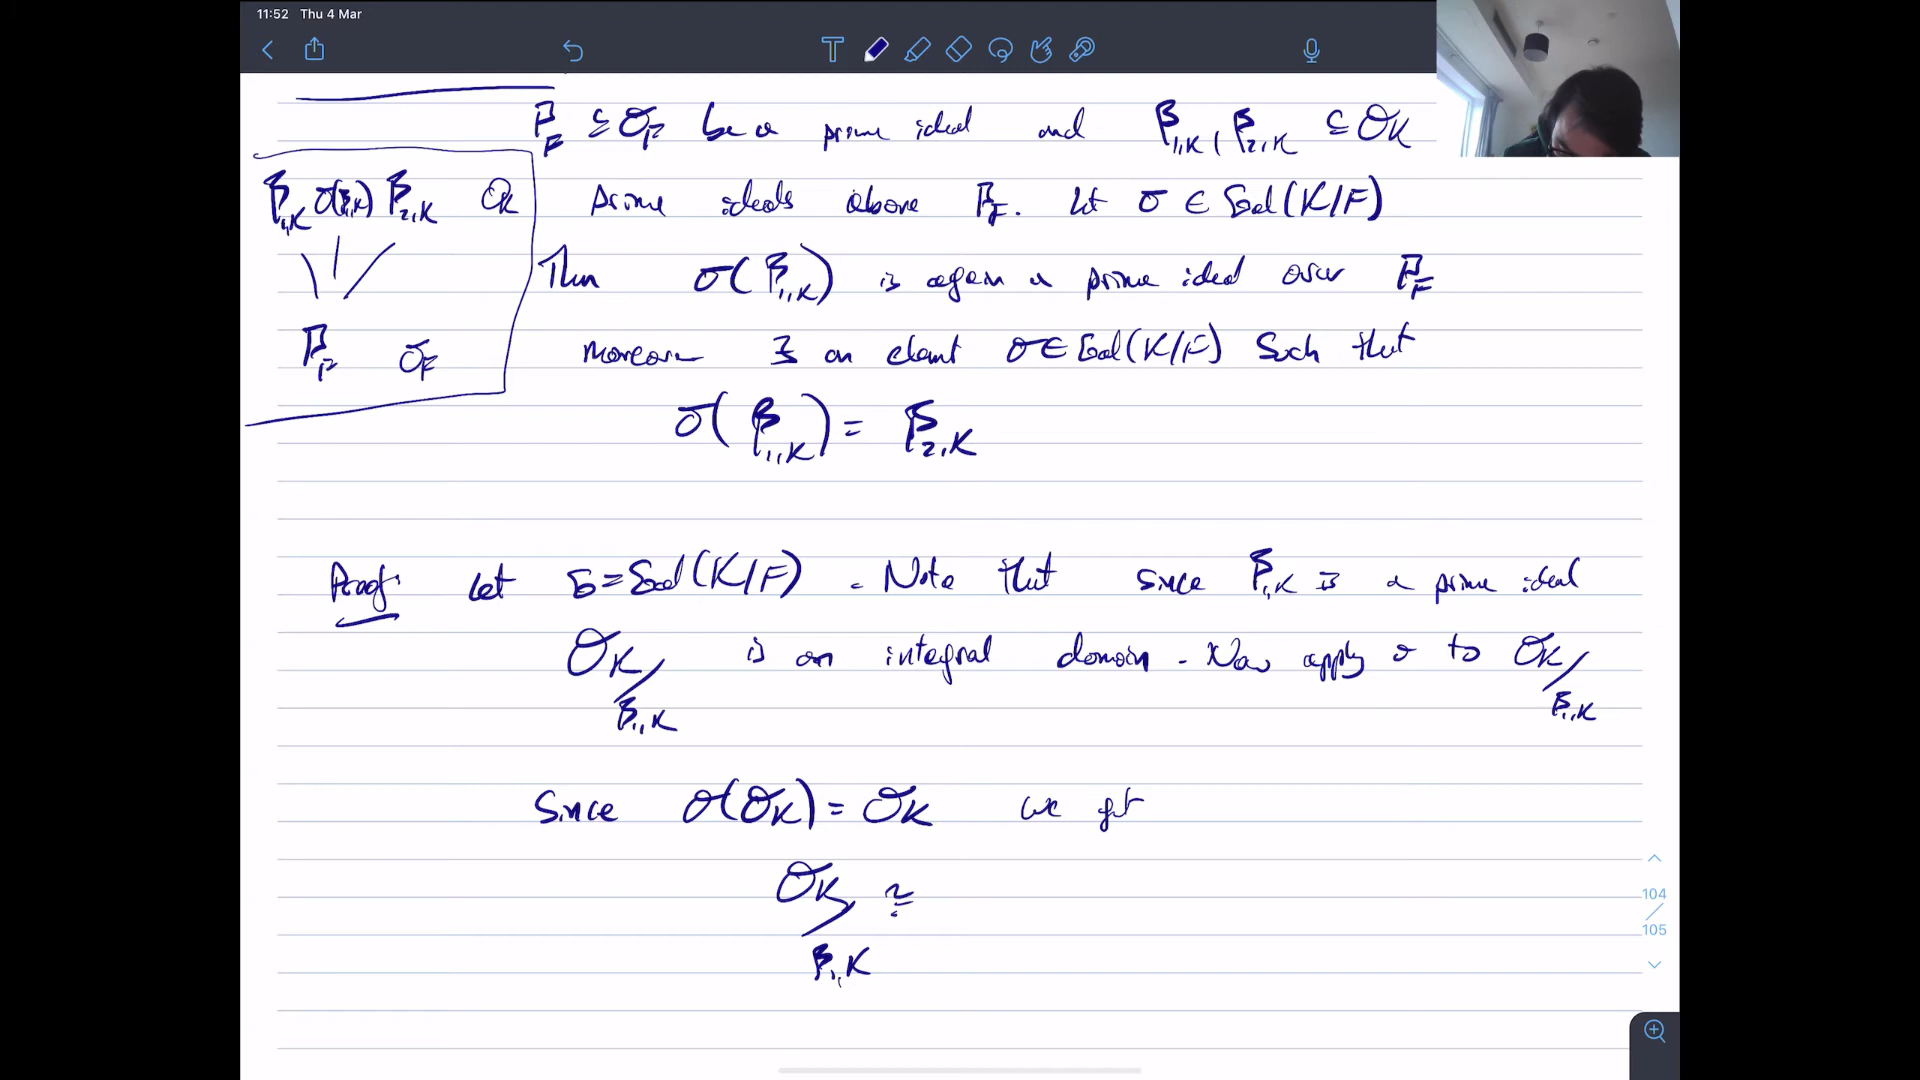 11:52 Thu 4 Mar
𝔓_F ⊆ O_F be a prime ideal and 𝔓_{1,K}, 𝔓_{2,K} ⊆ O_K
𝔓_{1,K} σ(𝔓_{1,K}) 𝔓_{2,K} O_K
prime ideals above 𝔓_F. Let σ ∈ Gal(K/F)
Then σ(𝔓_{1,K}) is again a prime ideal over 𝔓_F
𝔓_F O_F
moreover ∃ an element σ ∈ Gal(K/F) Such that
σ(𝔓_{1,K}) = 𝔓_{2,K}
Proof: Let G = Gal(K/F). Note that since 𝔓_{1,K} is a prime ideal
O_K/𝔓_{1,K} is an integral domain. Now apply σ to O_K/𝔓_{1,K}
Since σ(O_K) = O_K we get
O_K/𝔓_{1,K} ≅
104
105